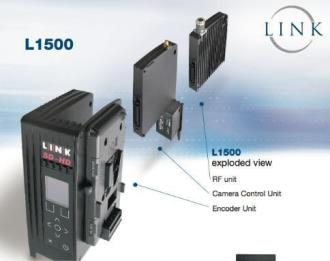 L1500
LINK
LINK
SD-HD
L1500
exploded view
RF unit
Camera Control Unit
Encoder Unit